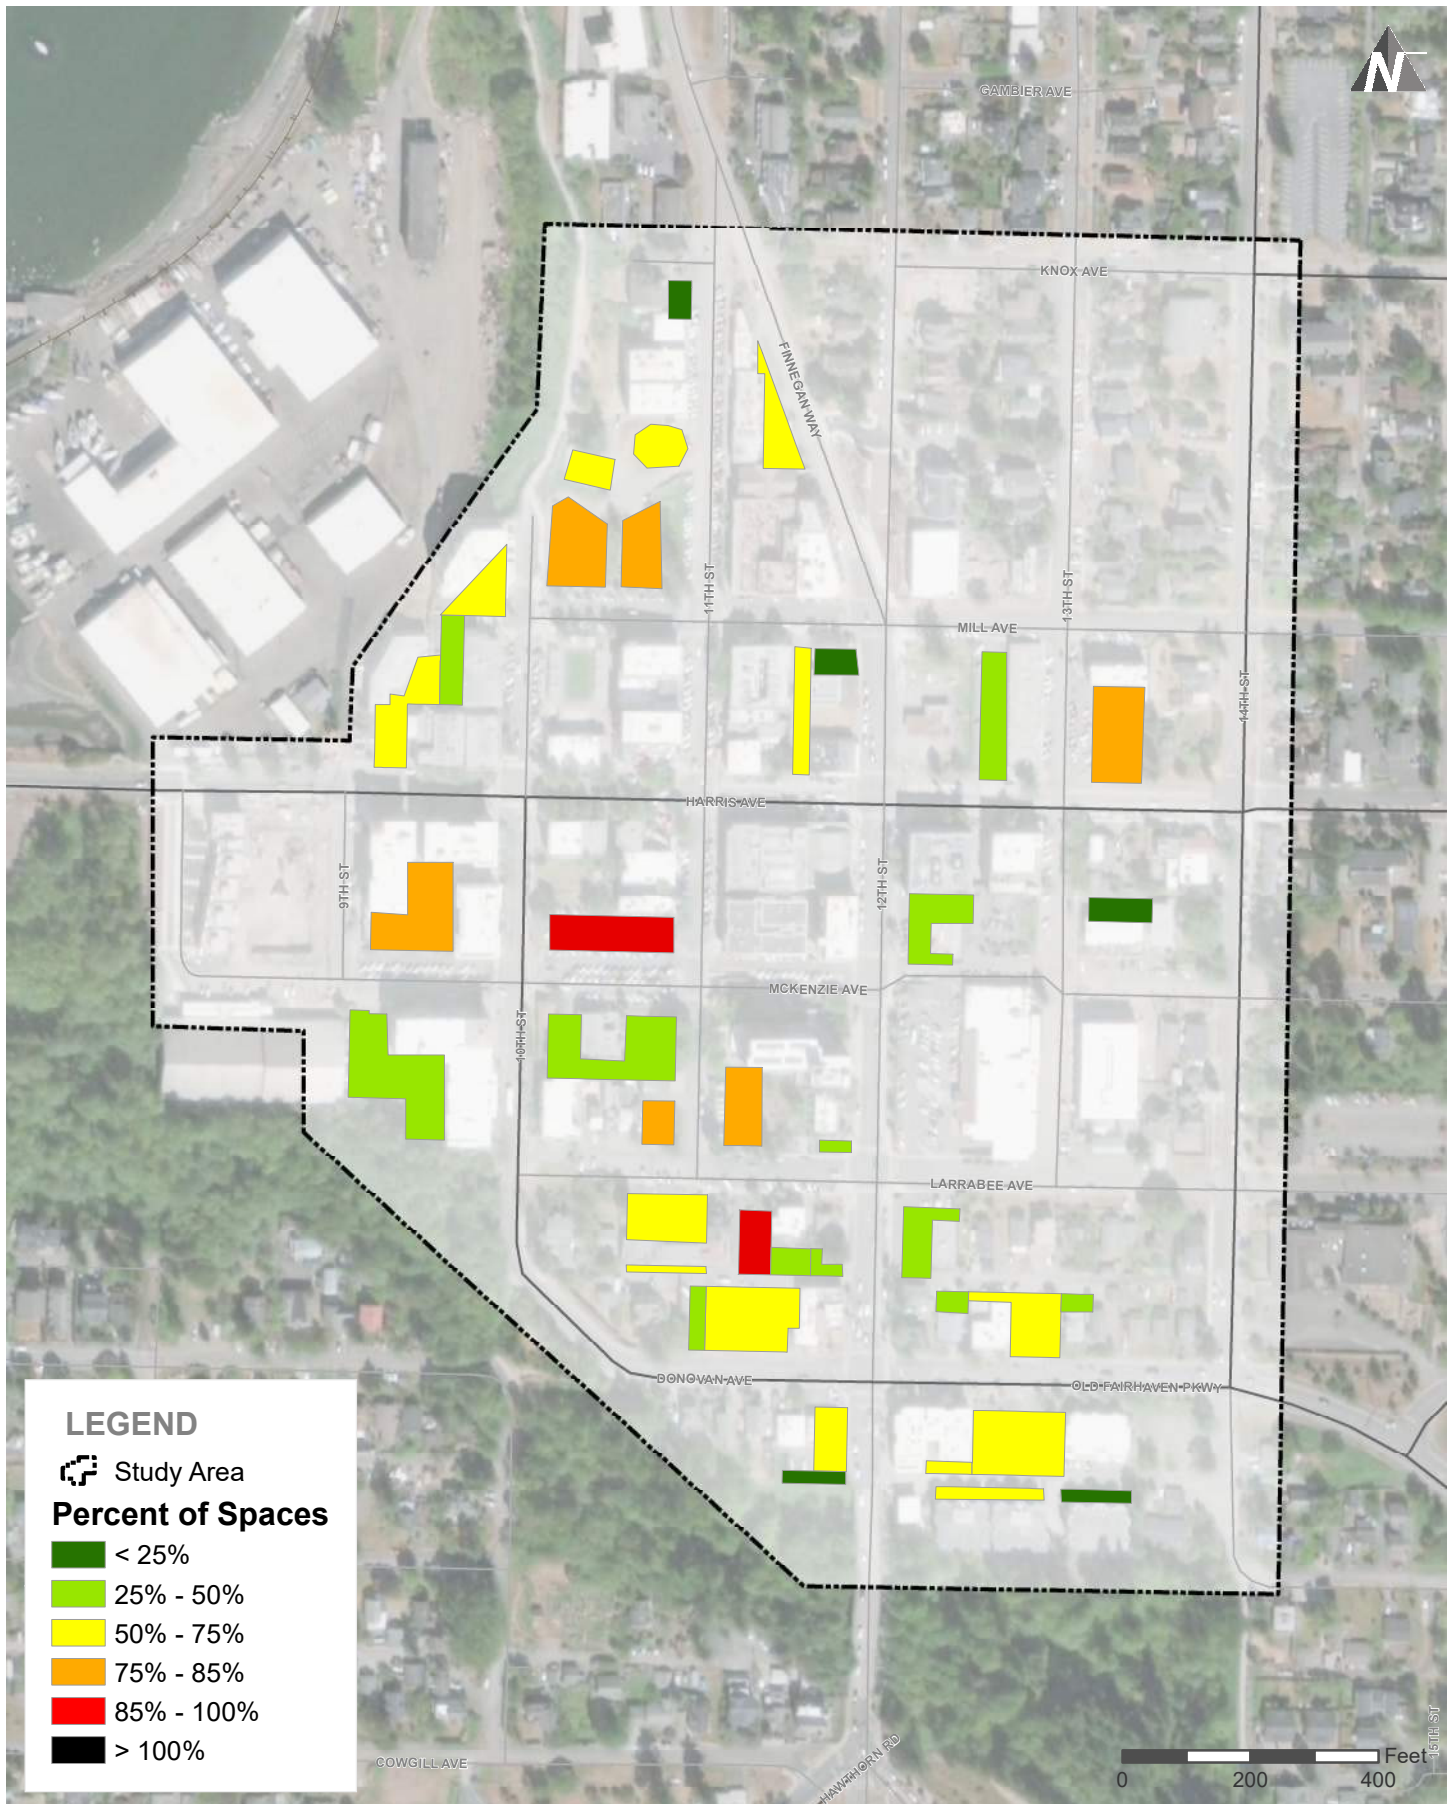 N
GAMBIER AVE
KNOX AVE
FINNEGAN WAY
11TH ST
13TH ST
MILL AVE
14TH ST
HARRIS AVE
9TH ST
12TH ST
MCKENZIE AVE
10TH ST
LARRABEE AVE
DONOVAN AVE
OLD FAIRHAVEN PKWY
LEGEND
Study Area
Percent of Spaces
< 25%
25% - 50%
50% - 75%
75% - 85%
85% - 100%
> 100%
COWGILL AVE
HAWTHORN RD
15TH ST
Feet
0 200 400